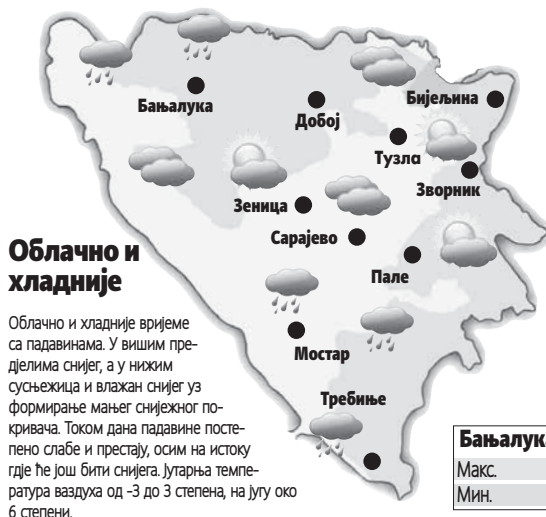 Бањалука
Добој
Бијељина
Тузла
Зворник
Зеница
Сарајево
Пале
Мостар
Требиње
Облачно и
хладније
Облачно и хладније вријеме
са падавинама. У вишим пре-
дјелима снијег, а у нижим
сусњежица и влажан снијег уз
формирање мањег снијежног по-
кривача. Током дана падавине посте-
пено слабе и престају, осим на истоку
гдје ће још бити снијега. Јутарња темпе-
ратура ваздуха од -3 до 3 степена, на југу око
6 степени.
Бањалук
Макс.
Мин.